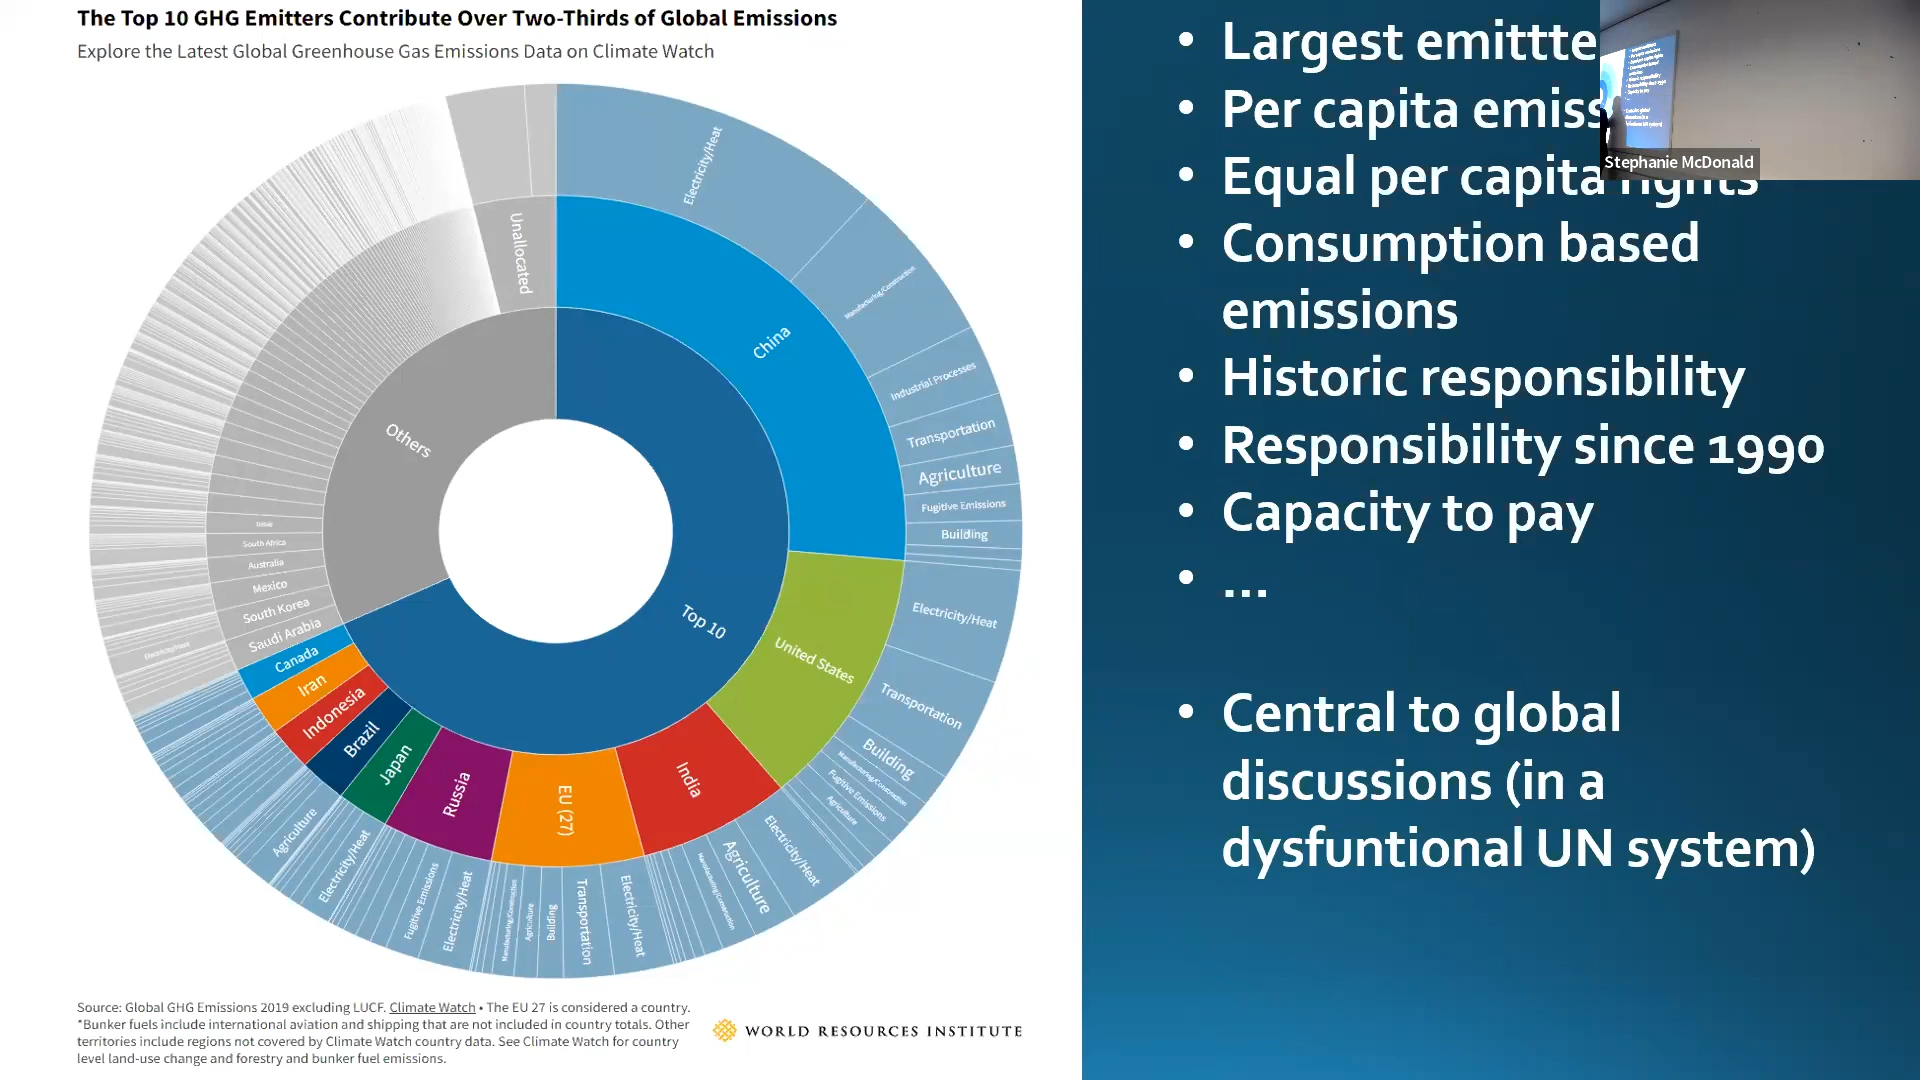 The Top 10 GHG Emitters Contribute Over Two-Thirds of Global Emissions
Explore the Latest Global Greenhouse Gas Emissions Data on Climate Watch
Electricity/Heat
Manufacturing/Construction
Industrial Processes
Transportation
Agriculture
Fugitive Emissions
Building
China
Unallocated
Others
Top 10
South Africa
Australia
Mexico
South Korea
Saudi Arabia
Electricity/Heat
Canada
Iran
Indonesia
Brazil
Japan
Russia
EU (27)
India
United States
Electricity/Heat
Transportation
Building
Manufacturing/Construction
Fugitive Emissions
Agriculture
Electricity/Heat
Agriculture
Manufacturing/Construction
Electricity/Heat
Transportation
Building
Agriculture
Manufacturing/Construction
Electricity/Heat
Fugitive Emissions
Electricity/Heat
Agriculture
Source: Global GHG Emissions 2019 excluding LUCF. Climate Watch • The EU 27 is considered a country.
*Bunker fuels include international aviation and shipping that are not included in country totals. Other
territories include regions not covered by Climate Watch country data. See Climate Watch for country
level land-use change and forestry and bunker fuel emissions.
WORLD RESOURCES INSTITUTE
• Largest emittte
• Per capita emiss
• Equal per capita rights
• Consumption based
emissions
• Historic responsibility
• Responsibility since 1990
• Capacity to pay
• ...
• Central to global
discussions (in a
dysfuntional UN system)
Stephanie McDonald